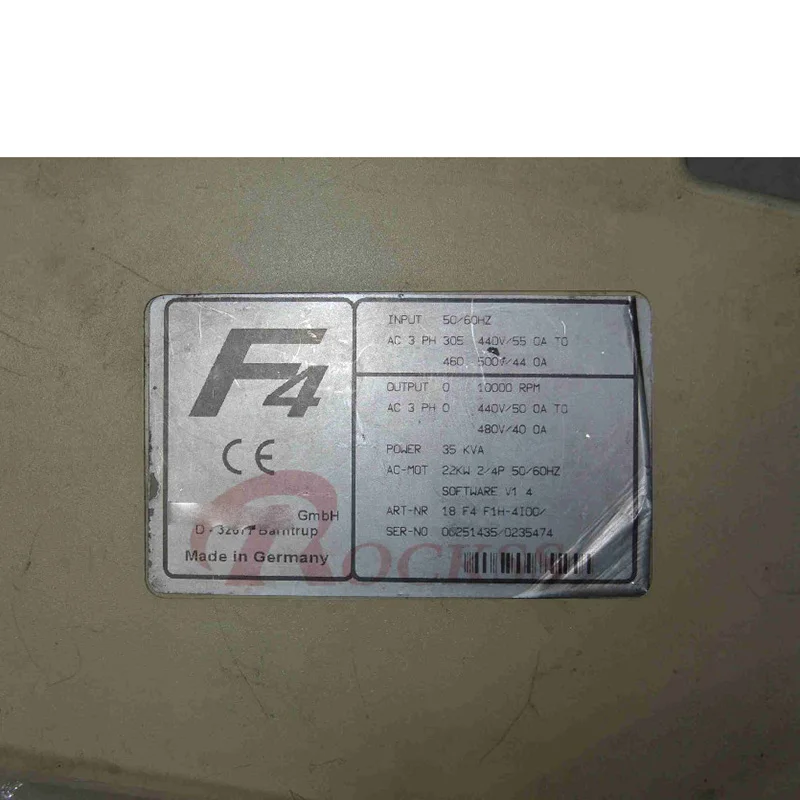 F4
CE
GmbH
D - 32677 Barntrup
Made in Germany
INPUT 50/60HZ
AC 3 PH 305 440V/55 0A TO
460 500V/44 0A
OUTPUT 0 10000 RPM
AC 3 PH 0 440V/50 0A TO
480V/40 0A
POWER 35 KVA
AC-MOT 22KW 2/4P 50/60HZ
SOFTWARE V1 4
ART-NR 18 F4 F1H-4I00/
SER-NO 06251435/0235474